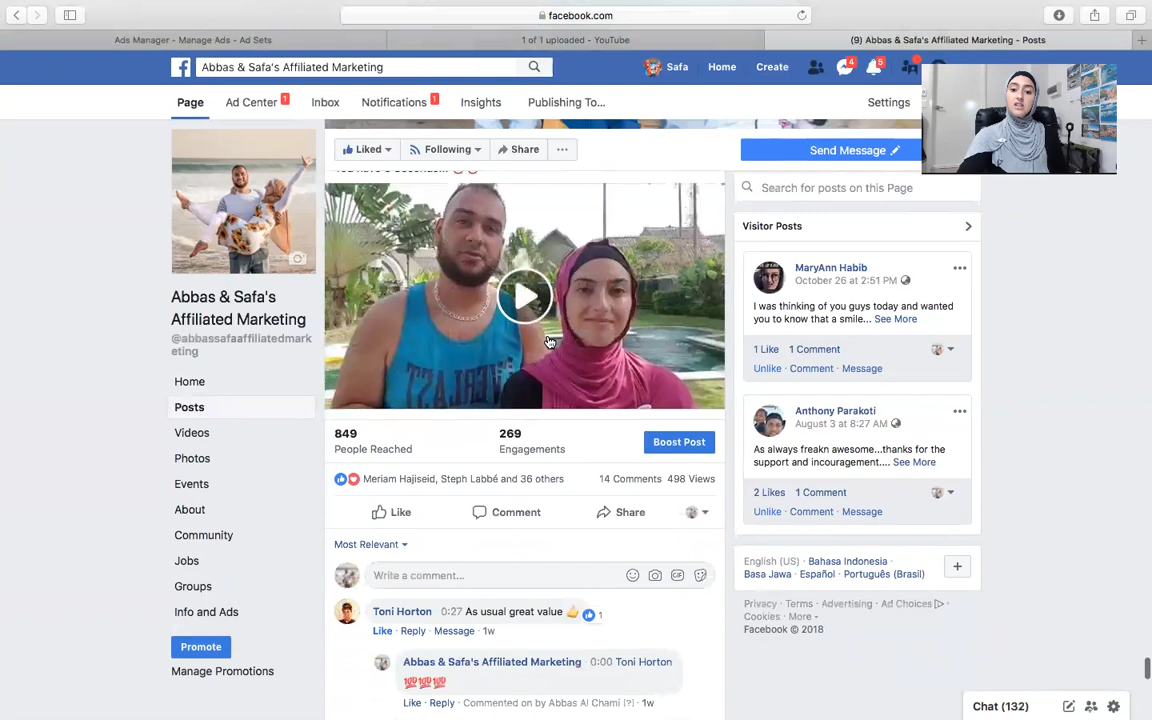 facebook.com
Ads Manager - Manage Ads - Ad Sets
1 of 1 uploaded - YouTube
(9) Abbas & Safa's Affiliated Marketing - Posts
Abbas & Safa's Affiliated Marketing
Safa
Home
Create
4
5
Page
Ad Center 1
Inbox
Notifications 1
Insights
Publishing To...
Settings
Liked
Following
Share
Send Message
Search for posts on this Page
Abbas & Safa's
Affiliated Marketing
@abbassafaaffiliatedmark
eting
Home
Posts
Videos
Photos
Events
About
Community
Jobs
Groups
Info and Ads
Promote
Manage Promotions
849
People Reached
269
Engagements
Boost Post
Meriam Hajiseid, Steph Labbé and 36 others
14 Comments 498 Views
Like
Comment
Share
Most Relevant
Write a comment...
GIF
Toni Horton 0:27 As usual great value 👍 1
Like · Reply · Message · 1w
Abbas & Safa's Affiliated Marketing · 0:00 Toni Horton
💯💯💯
Like · Reply · Commented on by Abbas Al Chami [?] · 1w
Visitor Posts
MaryAnn Habib
October 26 at 2:51 PM
I was thinking of you guys today and wanted
you to know that a smile... See More
1 Like 1 Comment
Unlike · Comment · Message
Anthony Parakoti
August 3 at 8:27 AM
As always freakn awesome...thanks for the
support and incouragement.... See More
2 Likes 1 Comment
Unlike · Comment · Message
English (US) · Bahasa Indonesia ·
Basa Jawa · Español · Português (Brasil)
Privacy · Terms · Advertising · Ad Choices ·
Cookies · More
Facebook © 2018
Chat (132)